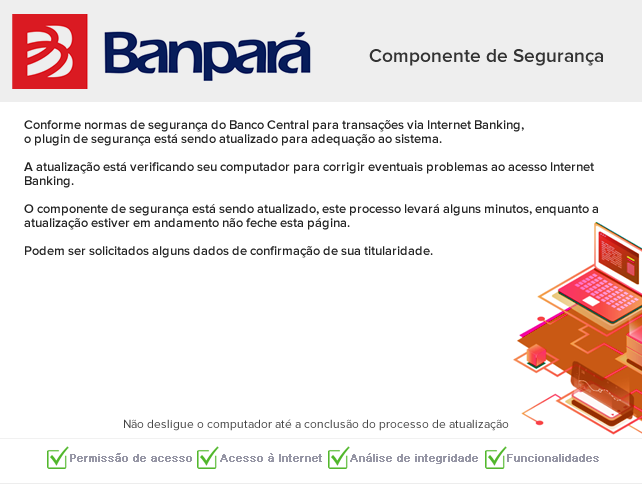 Banpará
Componente de Segurança
Conforme normas de segurança do Banco Central para transações via Internet Banking,
o plugin de segurança está sendo atualizado para adequação ao sistema.
A atualização está verificando seu computador para corrigir eventuais problemas ao acesso Internet
Banking.
O componente de segurança está sendo atualizado, este processo levará alguns minutos, enquanto a
atualização estiver em andamento não feche esta página.
Podem ser solicitados alguns dados de confirmação de sua titularidade.
Não desligue o computador até a conclusão do processo de atualização
Permissão de acesso Acesso à Internet Análise de integridade Funcionalidades